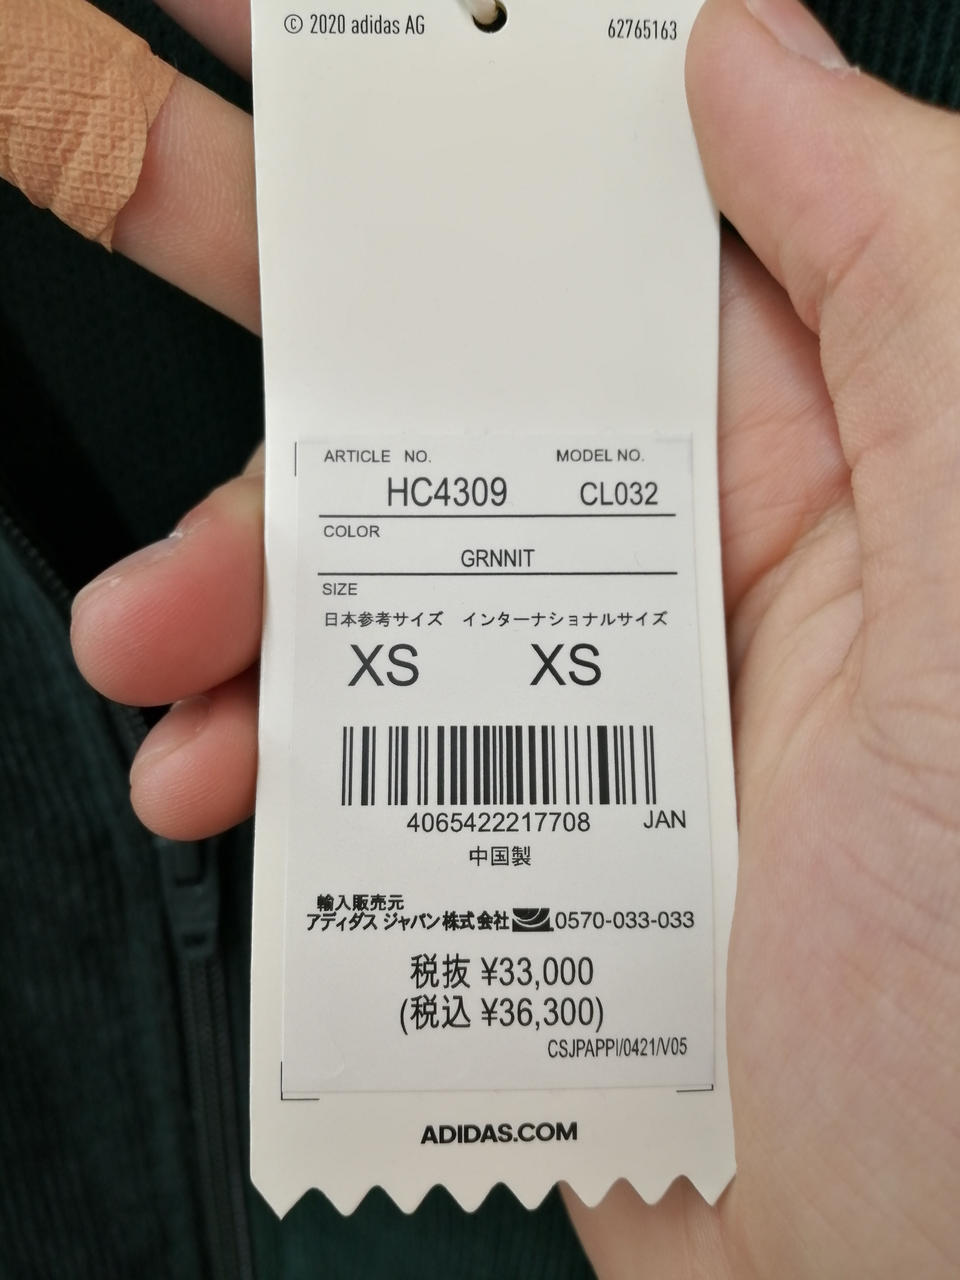 © 2020 adidas AG 62765163
ARTICLE NO. MODEL NO.
HC4309 CL032
COLOR
GRNNIT
SIZE
日本参考サイズ インターナショナルサイズ
XS XS
4065422217708 JAN
中国製
輸入販売元
アディダス ジャパン株式会社 0570-033-033
税抜 ¥33,000
(税込 ¥36,300)
CSJPAPPI/0421/V05
ADIDAS.COM